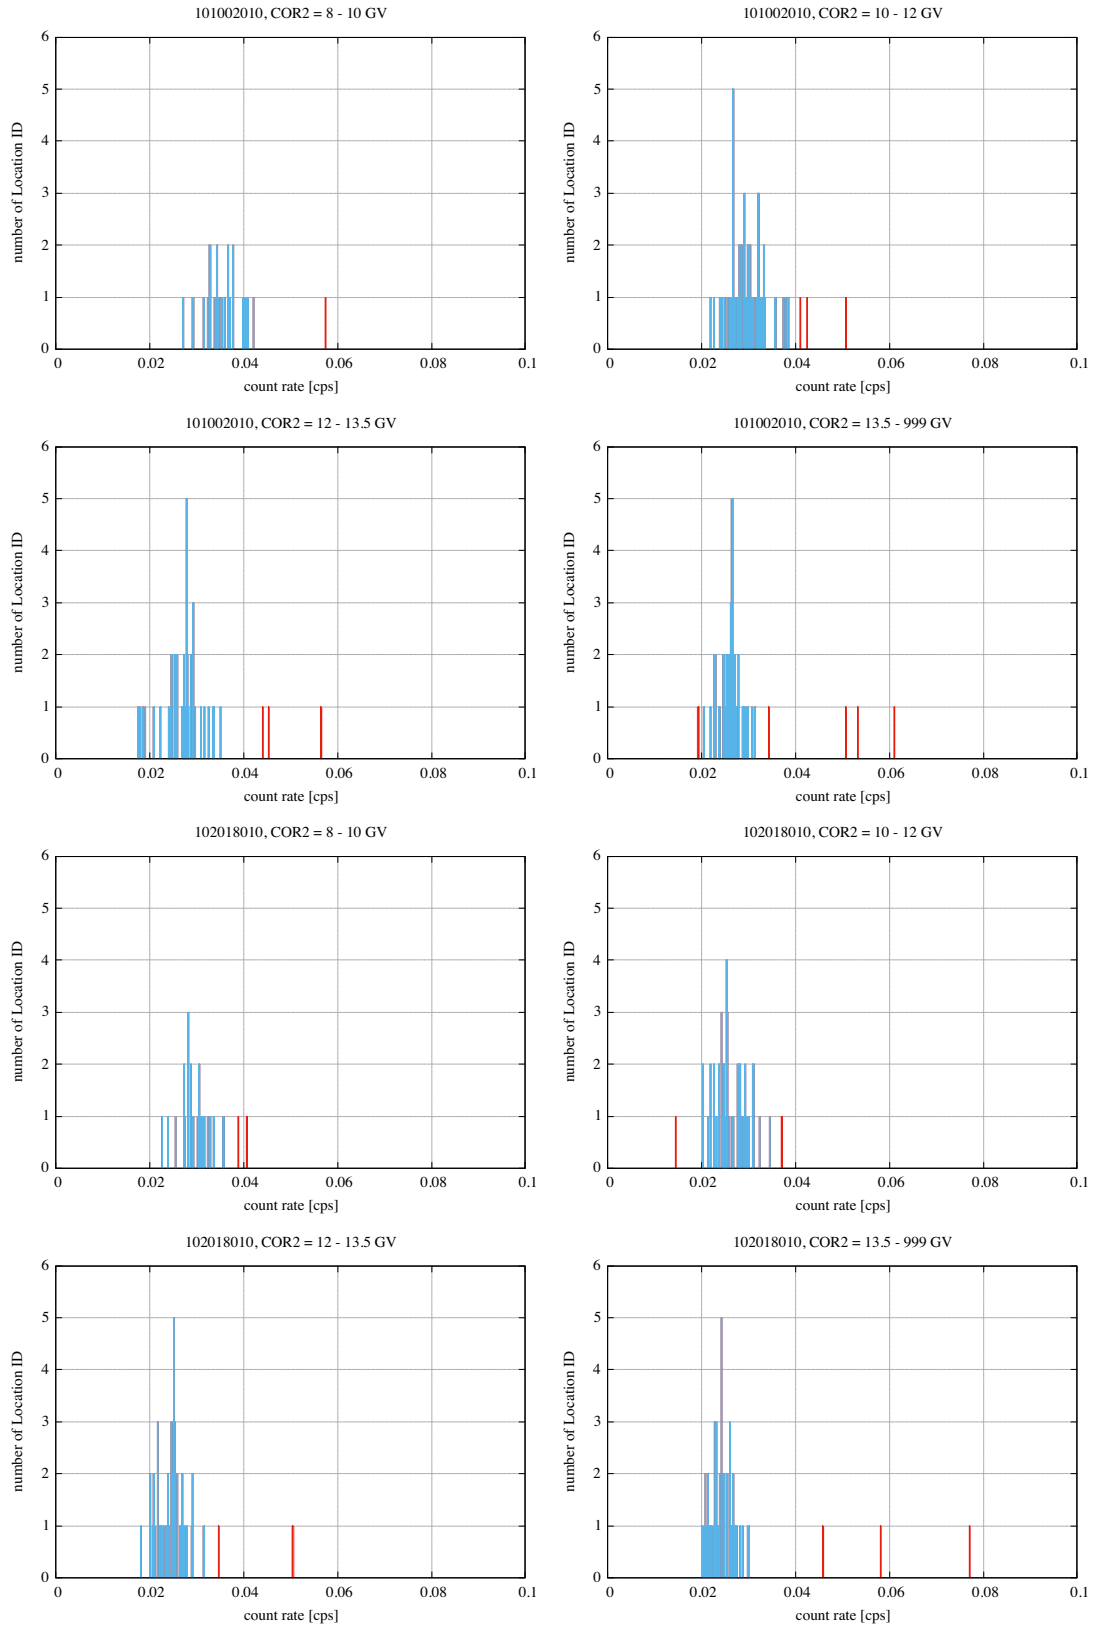 101002010, COR2 = 8 - 10 GV
number of Location ID
6
5
4
3
2
1
0
0 0.02 0.04 0.06 0.08 0.1
count rate [cps]
101002010, COR2 = 10 - 12 GV
number of Location ID
6
5
4
3
2
1
0
0 0.02 0.04 0.06 0.08 0.1
count rate [cps]
101002010, COR2 = 12 - 13.5 GV
number of Location ID
6
5
4
3
2
1
0
0 0.02 0.04 0.06 0.08 0.1
count rate [cps]
101002010, COR2 = 13.5 - 999 GV
number of Location ID
6
5
4
3
2
1
0
0 0.02 0.04 0.06 0.08 0.1
count rate [cps]
102018010, COR2 = 8 - 10 GV
number of Location ID
6
5
4
3
2
1
0
0 0.02 0.04 0.06 0.08 0.1
count rate [cps]
102018010, COR2 = 10 - 12 GV
number of Location ID
6
5
4
3
2
1
0
0 0.02 0.04 0.06 0.08 0.1
count rate [cps]
102018010, COR2 = 12 - 13.5 GV
number of Location ID
6
5
4
3
2
1
0
0 0.02 0.04 0.06 0.08 0.1
count rate [cps]
102018010, COR2 = 13.5 - 999 GV
number of Location ID
6
5
4
3
2
1
0
0 0.02 0.04 0.06 0.08 0.1
count rate [cps]